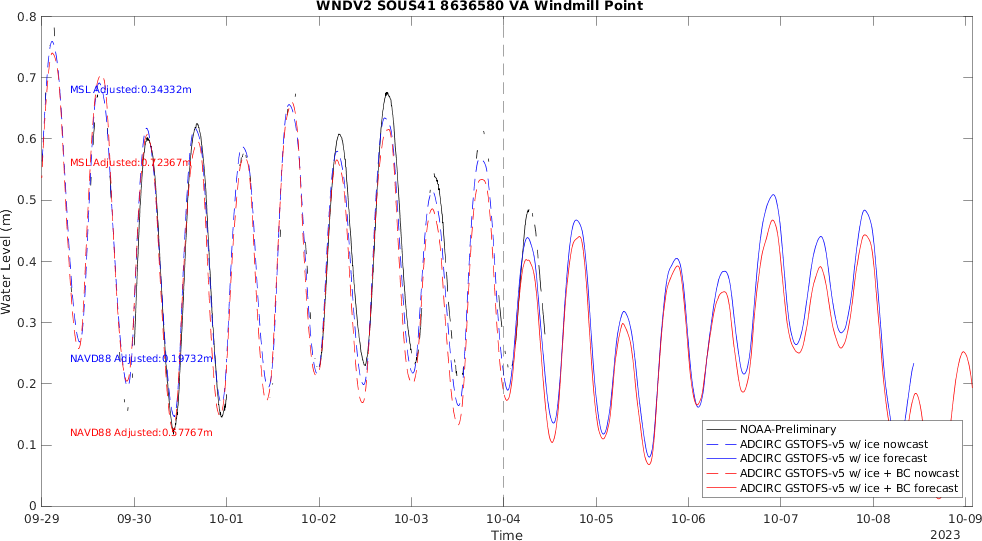 WNDV2 SOUS41 8636580 VA Windmill Point
0.8
0.7
0.6
0.5
0.4
0.3
0.2
0.1
0
Water Level (m)
MSL Adjusted:0.34332m
MSL Adjusted:0.72367m
NAVD88 Adjusted:0.19732m
NAVD88 Adjusted:0.57767m
NOAA-Preliminary
ADCIRC GSTOFS-v5 w/ ice nowcast
ADCIRC GSTOFS-v5 w/ ice forecast
ADCIRC GSTOFS-v5 w/ ice + BC nowcast
ADCIRC GSTOFS-v5 w/ ice + BC forecast
09-29 09-30 10-01 10-02 10-03 10-04 10-05 10-06 10-07 10-08 10-09
Time
2023